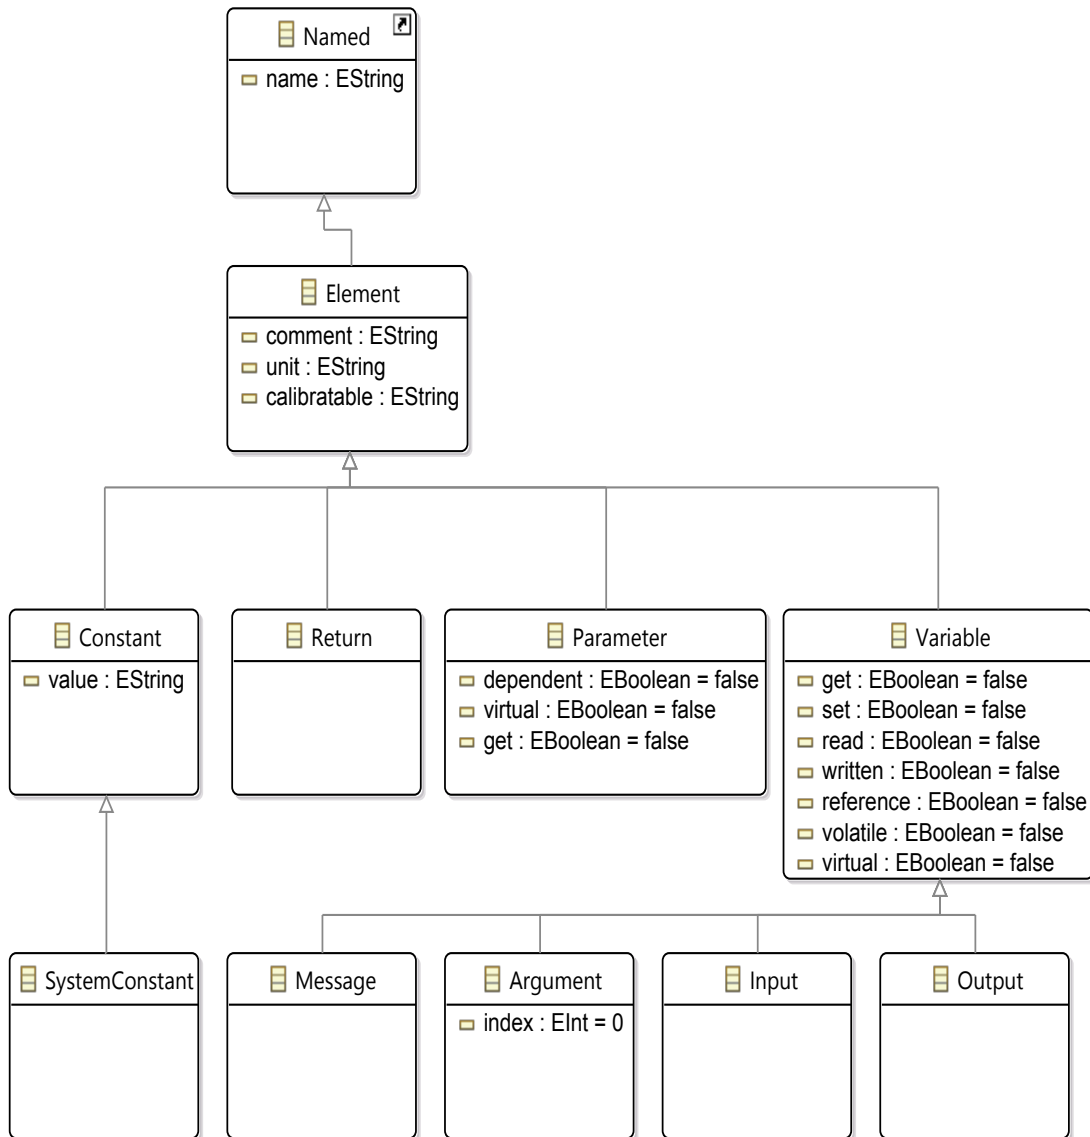 Named
name : EString
Element
comment : EString
unit : EString
calibratable : EString
Constant
value : EString
Return
Parameter
dependent : EBoolean = false
virtual : EBoolean = false
get : EBoolean = false
Variable
get : EBoolean = false
set : EBoolean = false
read : EBoolean = false
written : EBoolean = false
reference : EBoolean = false
volatile : EBoolean = false
virtual : EBoolean = false
SystemConstant
Message
Argument
index : EInt = 0
Input
Output